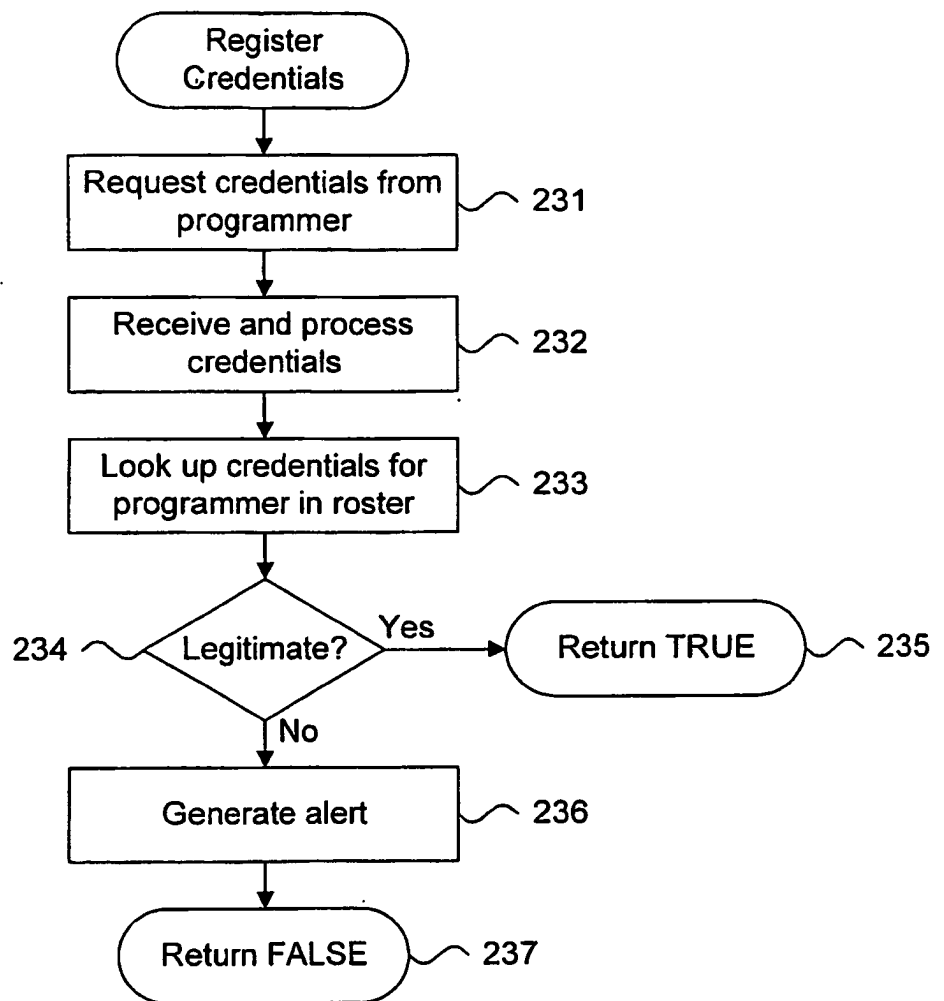 Register
Credentials
Request credentials from
programmer
231
Receive and process
credentials
232
Look up credentials for
programmer in roster
233
234
Legitimate?
Yes
Return TRUE
235
No
Generate alert
236
Return FALSE
237